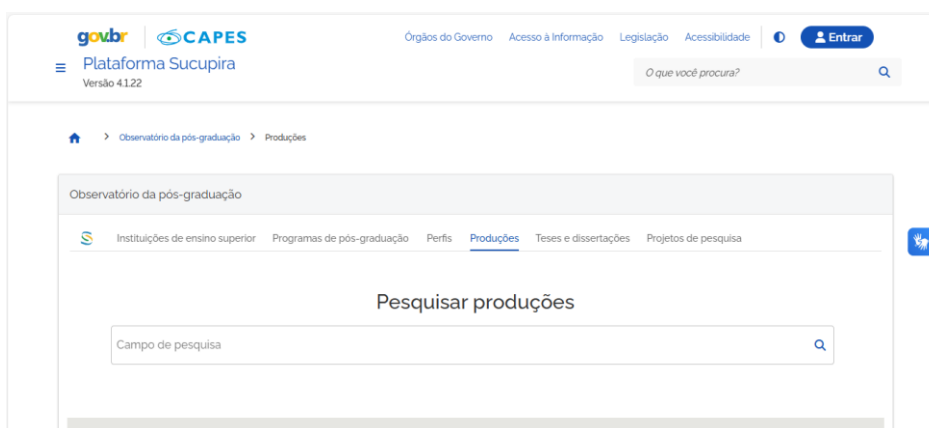 gov.br CAPES Órgãos do Governo Acesso à Informação Legislação Acessibilidade Entrar
Plataforma Sucupira
Versão 4.1.22
O que você procura?
Observatório da pós-graduação > Produções
Observatório da pós-graduação
Instituições de ensino superior Programas de pós-graduação Perfis Produções Teses e dissertações Projetos de pesquisa
Pesquisar produções
Campo de pesquisa